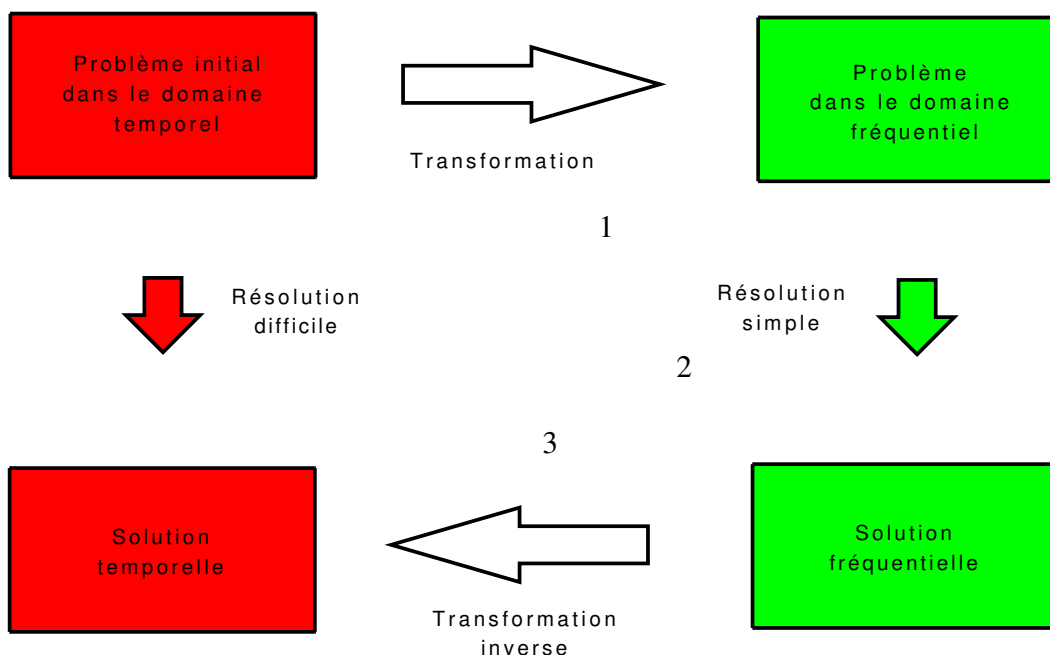 Problème initial
dans le domaine
temporel
Transformation
Problème
dans le domaine
fréquentiel
1
Résolution
difficile
Résolution
simple
2
3
Solution
temporelle
Transformation
inverse
Solution
fréquentielle